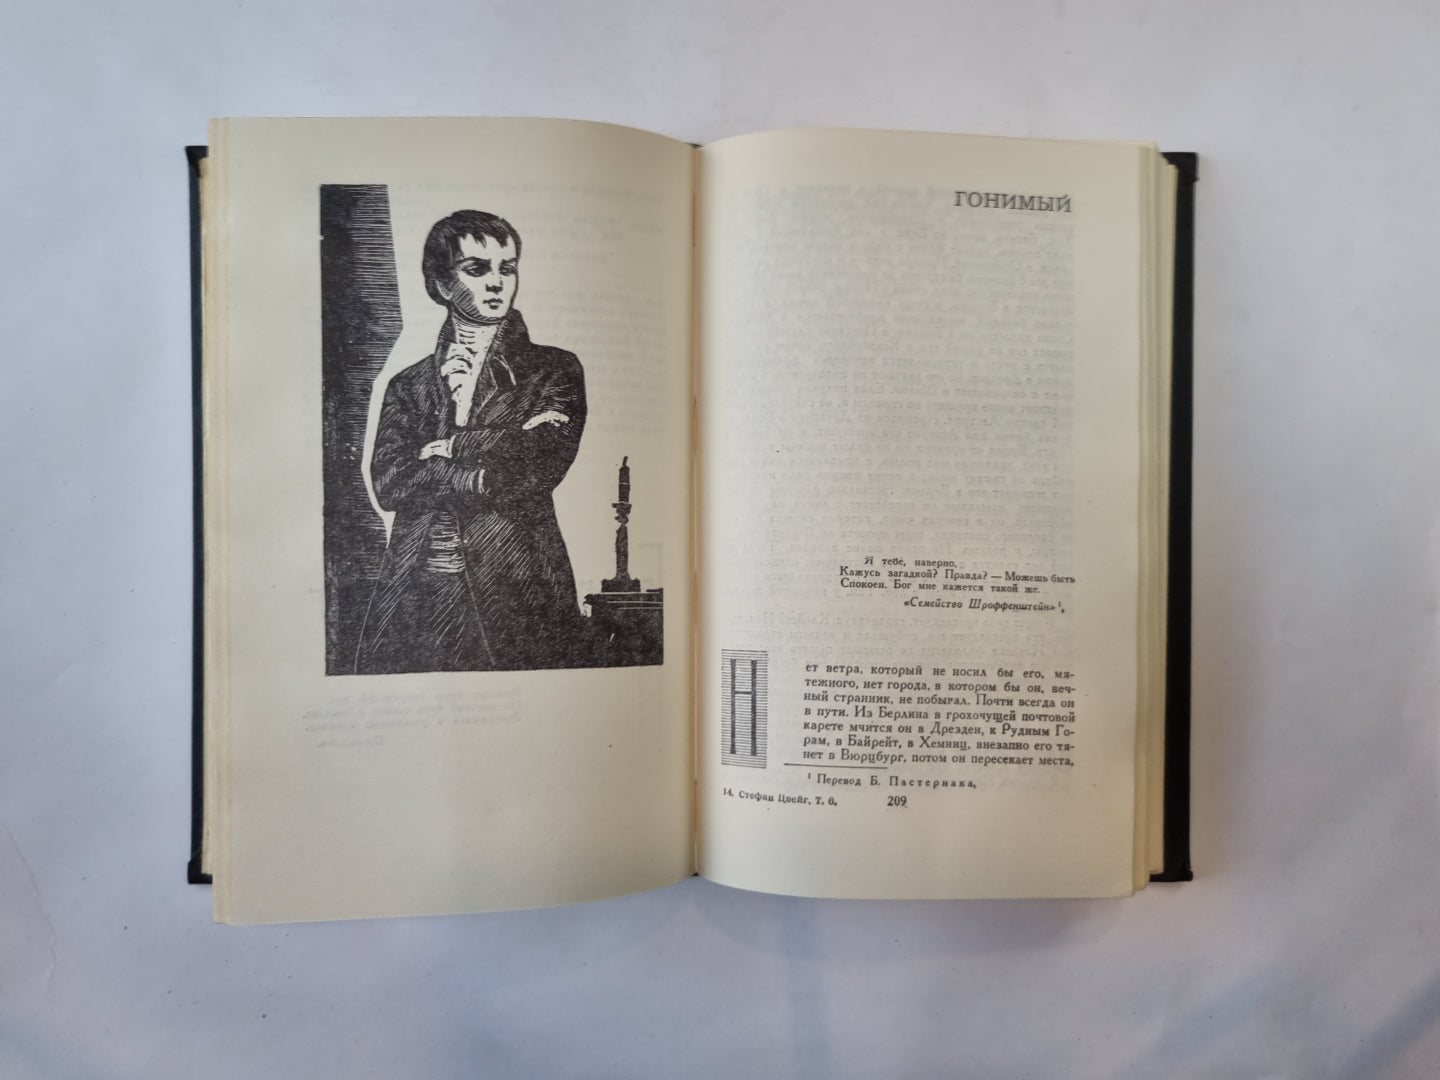 ГОНИМЫЙ
Я тебе, наверно,
Кажусь загадкой? Правда? — Можешь быть
Спокоен. Бог мне кажется такой же.
«Семейство Шроффенштейн» ¹.
Нет ветра, который не носил бы его, мя-
тежного, нет города, в котором бы он, веч-
ный странник, не побывал. Почти всегда он
в пути. Из Берлина в грохочущей почтовой
карете мчится он в Дрезден, к Рудным Го-
рам, в Байрейт, в Хемниц, внезапно его тя-
нет в Вюрцбург, потом он пересекает места,
¹ Перевод Б. Пастернака.
14. Стефан Цвейг, Т. 6. 209